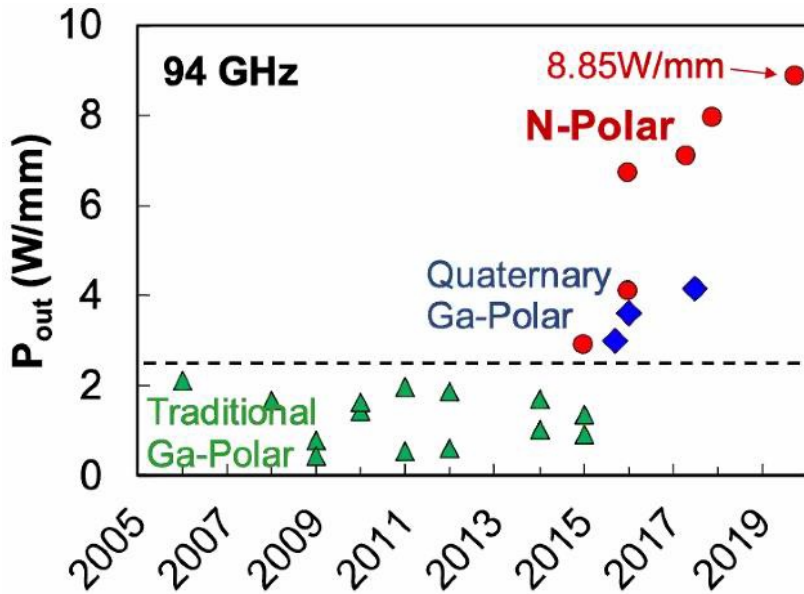 10
94 GHz
8.85W/mm
N-Polar
8
6
Quaternary
Ga-Polar
4
2
Traditional
Ga-Polar
0
P_out (W/mm)
2005
2007
2009
2011
2013
2015
2017
2019